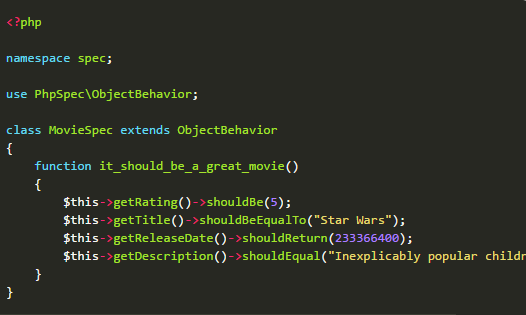 <?php
namespace spec;
use PhpSpec\ObjectBehavior;
class MovieSpec extends ObjectBehavior
{
    function it_should_be_a_great_movie()
    {
        $this->getRating()->shouldBe(5);
        $this->getTitle()->shouldBeEqualTo("Star Wars");
        $this->getReleaseDate()->shouldReturn(233366400);
        $this->getDescription()->shouldEqual("Inexplicably popular
    }
}